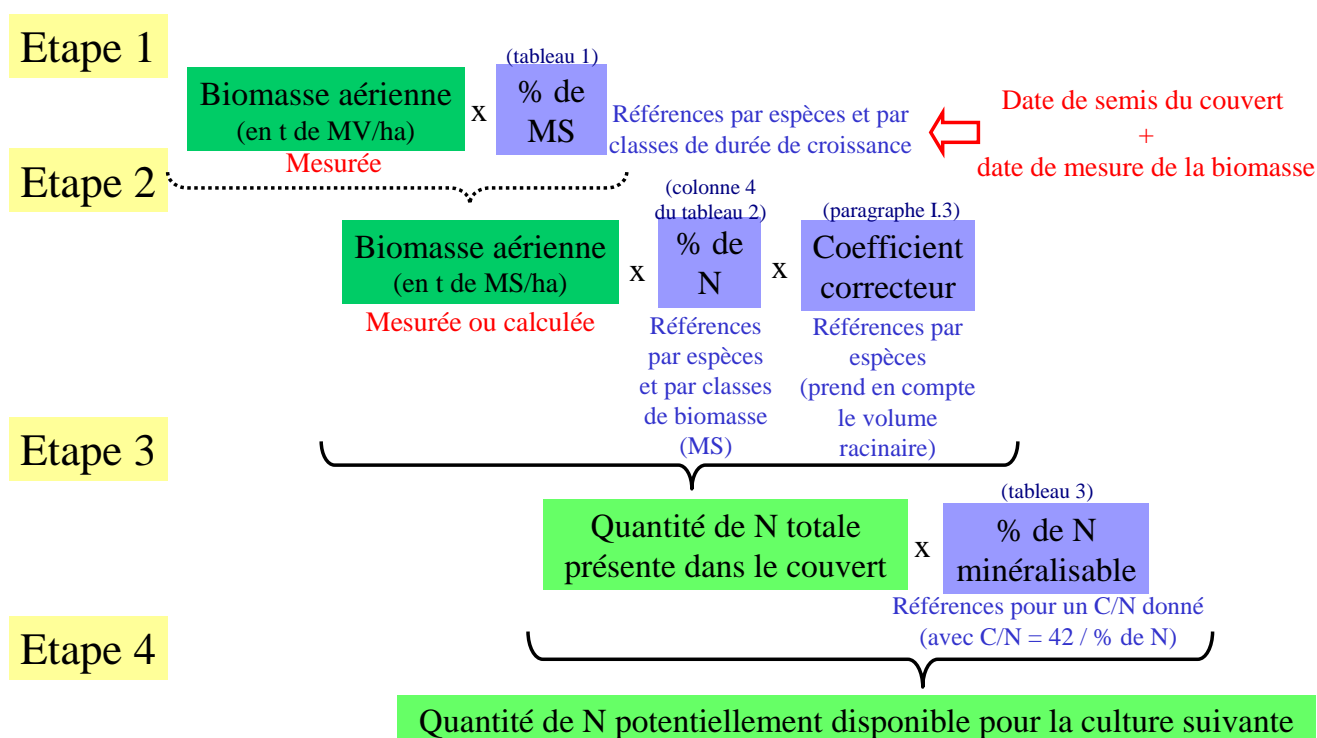 Etape 1
(tableau 1)
Biomasse aérienne
(en t de MV/ha)
x
% de
MS
Mesurée
Références par espèces et par
classes de durée de croissance
Date de semis du couvert
+
date de mesure de la biomasse
Etape 2
(colonne 4
du tableau 2)
(paragraphe I.3)
Biomasse aérienne
(en t de MS/ha)
x
% de
N
x
Coefficient
correcteur
Mesurée ou calculée
Références
par espèces
et par classes
de biomasse
(MS)
Références par
espèces
(prend en compte
le volume
racinaire)
Etape 3
(tableau 3)
Quantité de N totale
présente dans le couvert
x
% de N
minéralisable
Références pour un C/N donné
(avec C/N = 42 / % de N)
Etape 4
Quantité de N potentiellement disponible pour la culture suivante